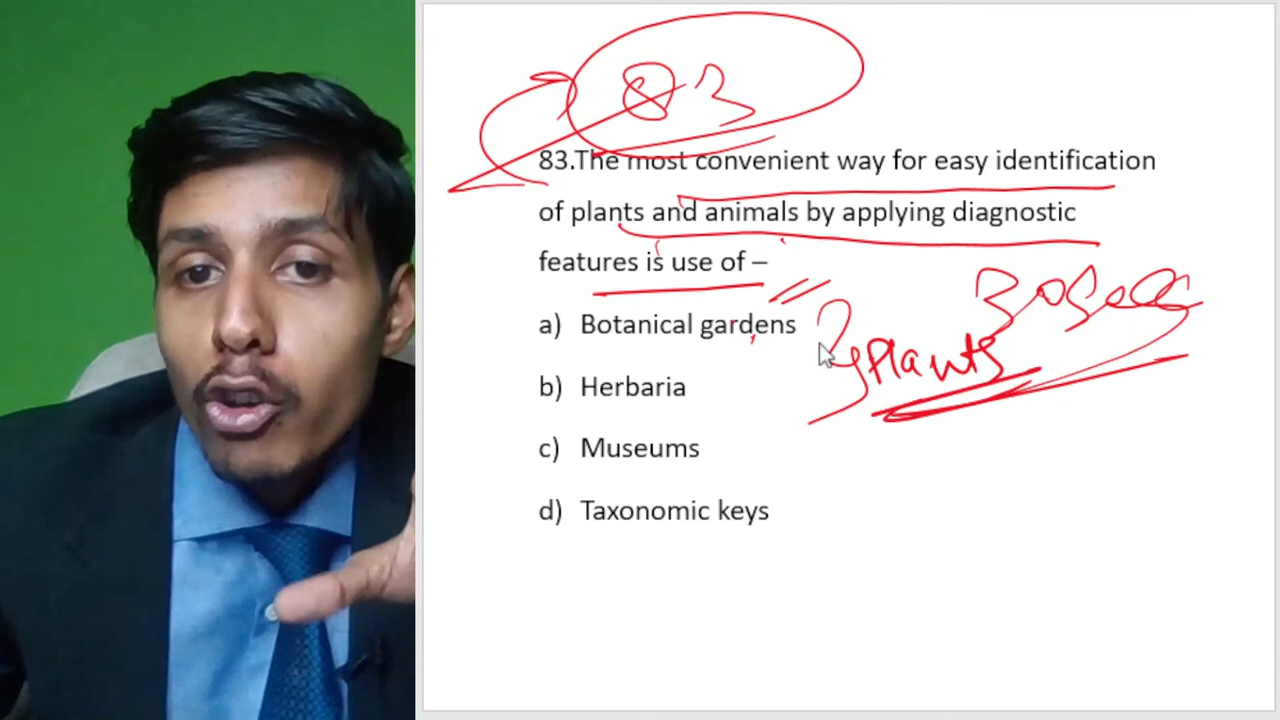 83
83.The most convenient way for easy identification
of plants and animals by applying diagnostic
features is use of –
a) Botanical gardens
b) Herbaria
c) Museums
d) Taxonomic keys
Plants